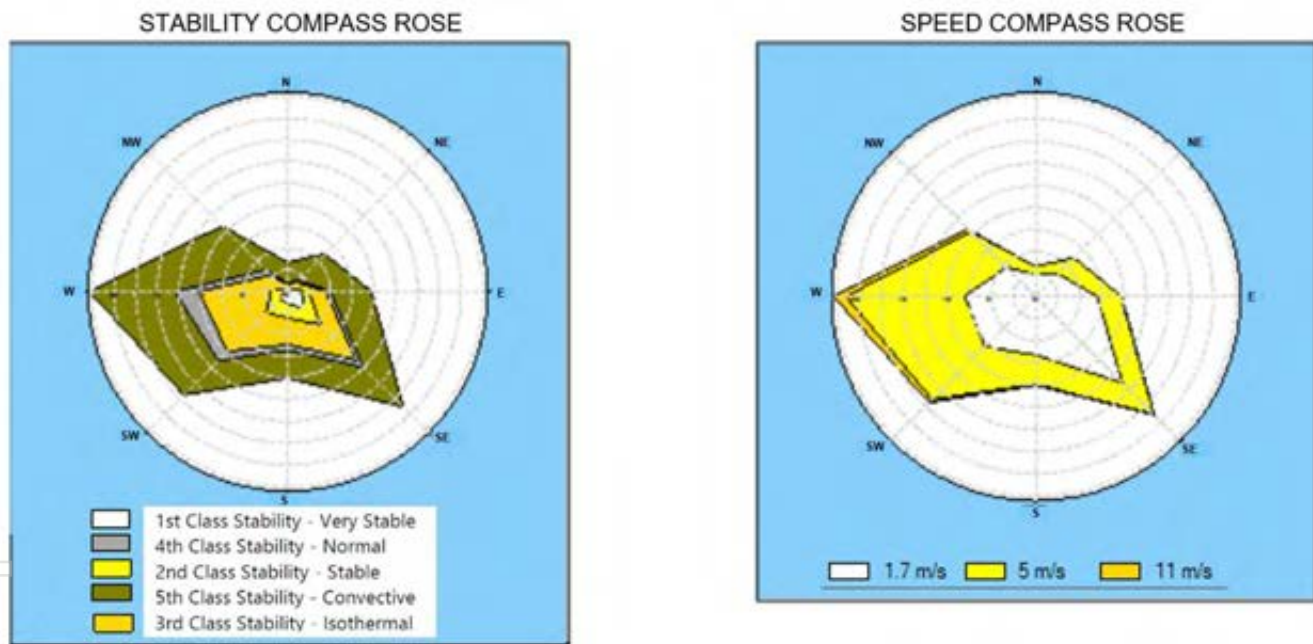 STABILITY COMPASS ROSE
N
NW
NE
W
E
SW
SE
S
1st Class Stability - Very Stable
4th Class Stability - Normal
2nd Class Stability - Stable
5th Class Stability - Convective
3rd Class Stability - Isothermal
SPEED COMPASS ROSE
N
NW
NE
W
E
SW
SE
S
1.7 m/s 5 m/s 11 m/s